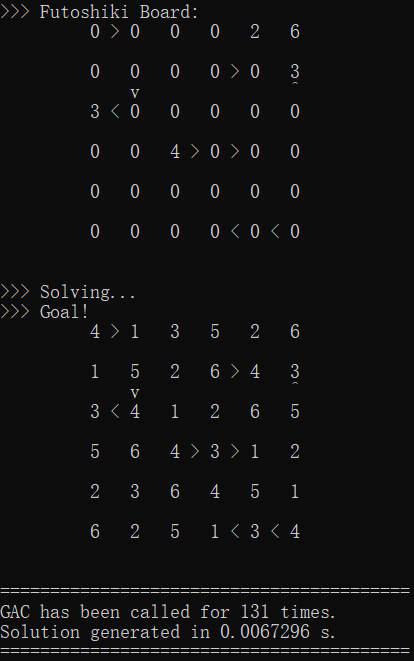 >>> Futoshiki Board:
0 > 0 0 0 2 6
0 0 0 0 > 0 3
v ^
3 < 0 0 0 0 0
0 0 4 > 0 > 0 0
0 0 0 0 0 0
0 0 0 0 < 0 < 0
>>> Solving...
>>> Goal!
4 > 1 3 5 2 6
1 5 2 6 > 4 3
v ^
3 < 4 1 2 6 5
5 6 4 > 3 > 1 2
2 3 6 4 5 1
6 2 5 1 < 3 < 4
=========================================
GAC has been called for 131 times.
Solution generated in 0.0067296 s.
=========================================